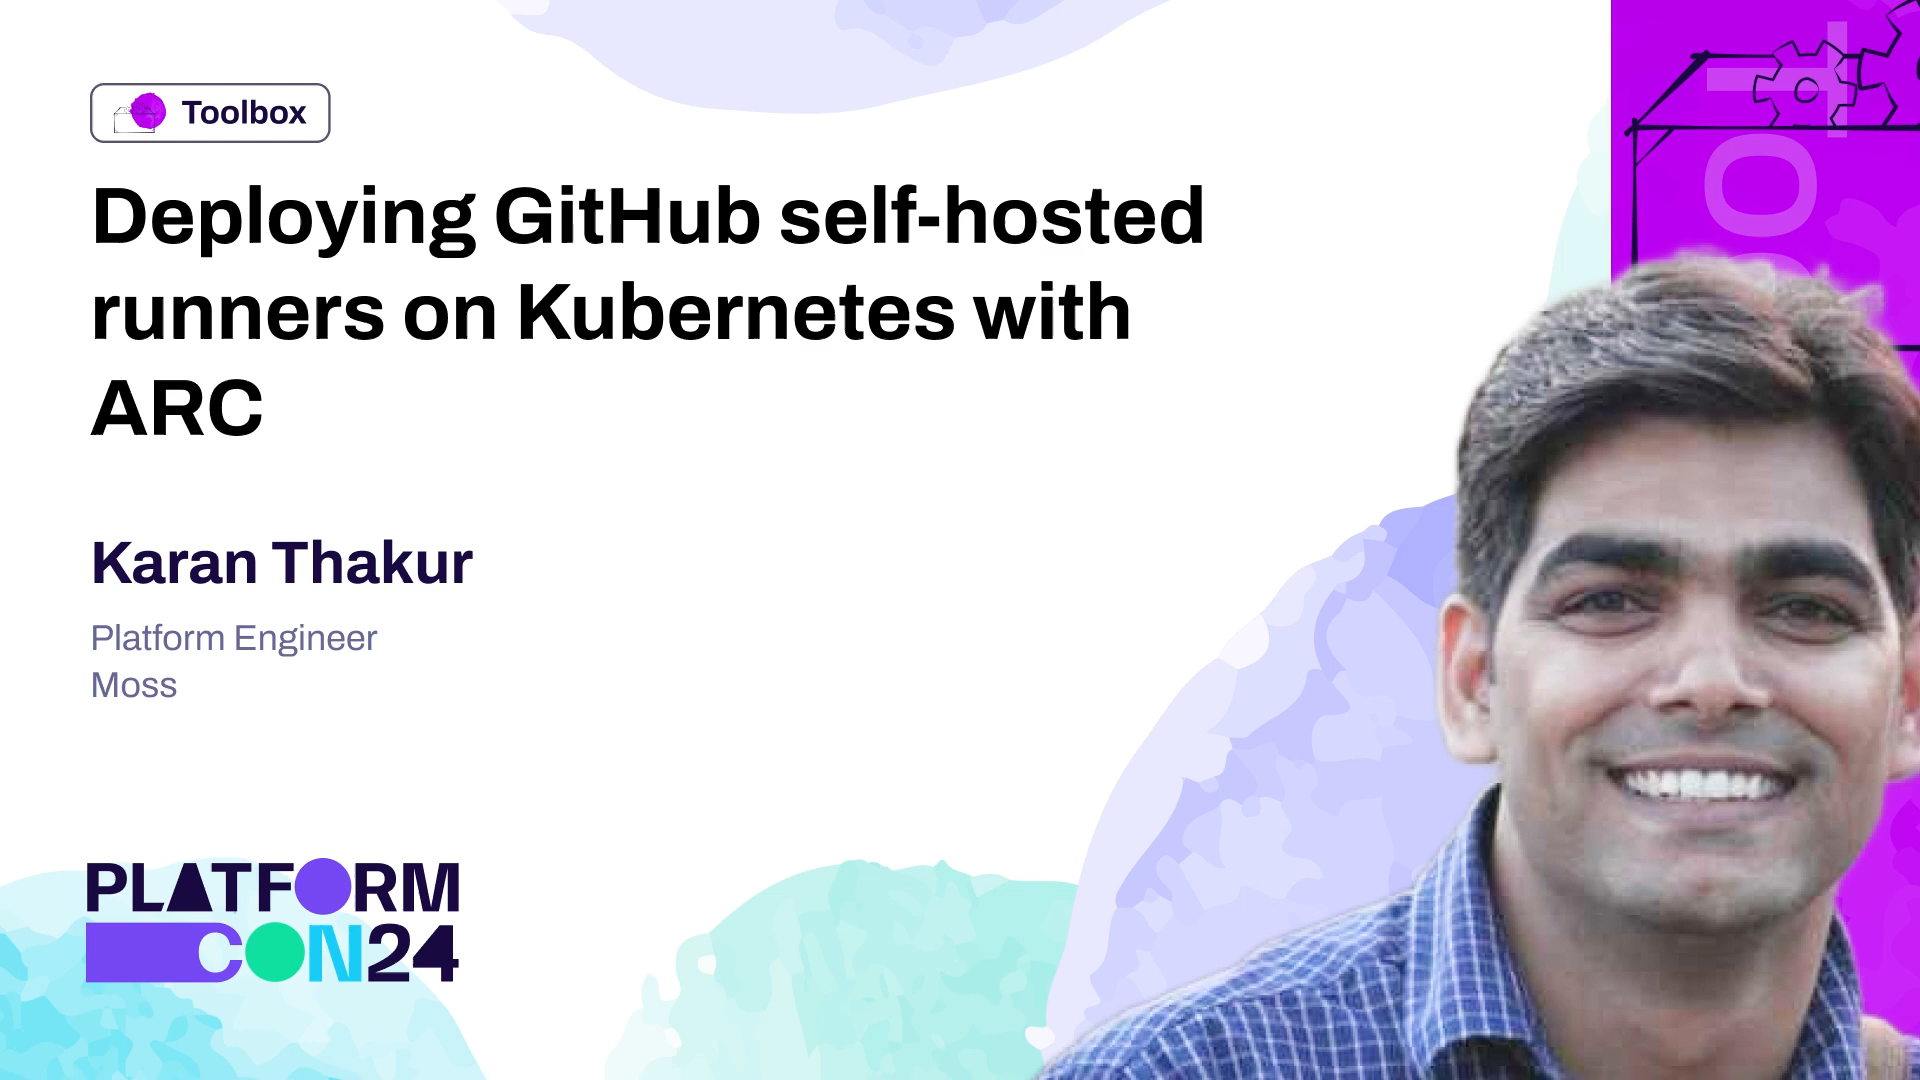 Toolbox
Deploying GitHub self-hosted
runners on Kubernetes with
ARC
Karan Thakur
Platform Engineer
Moss
PLATFORM
CON24